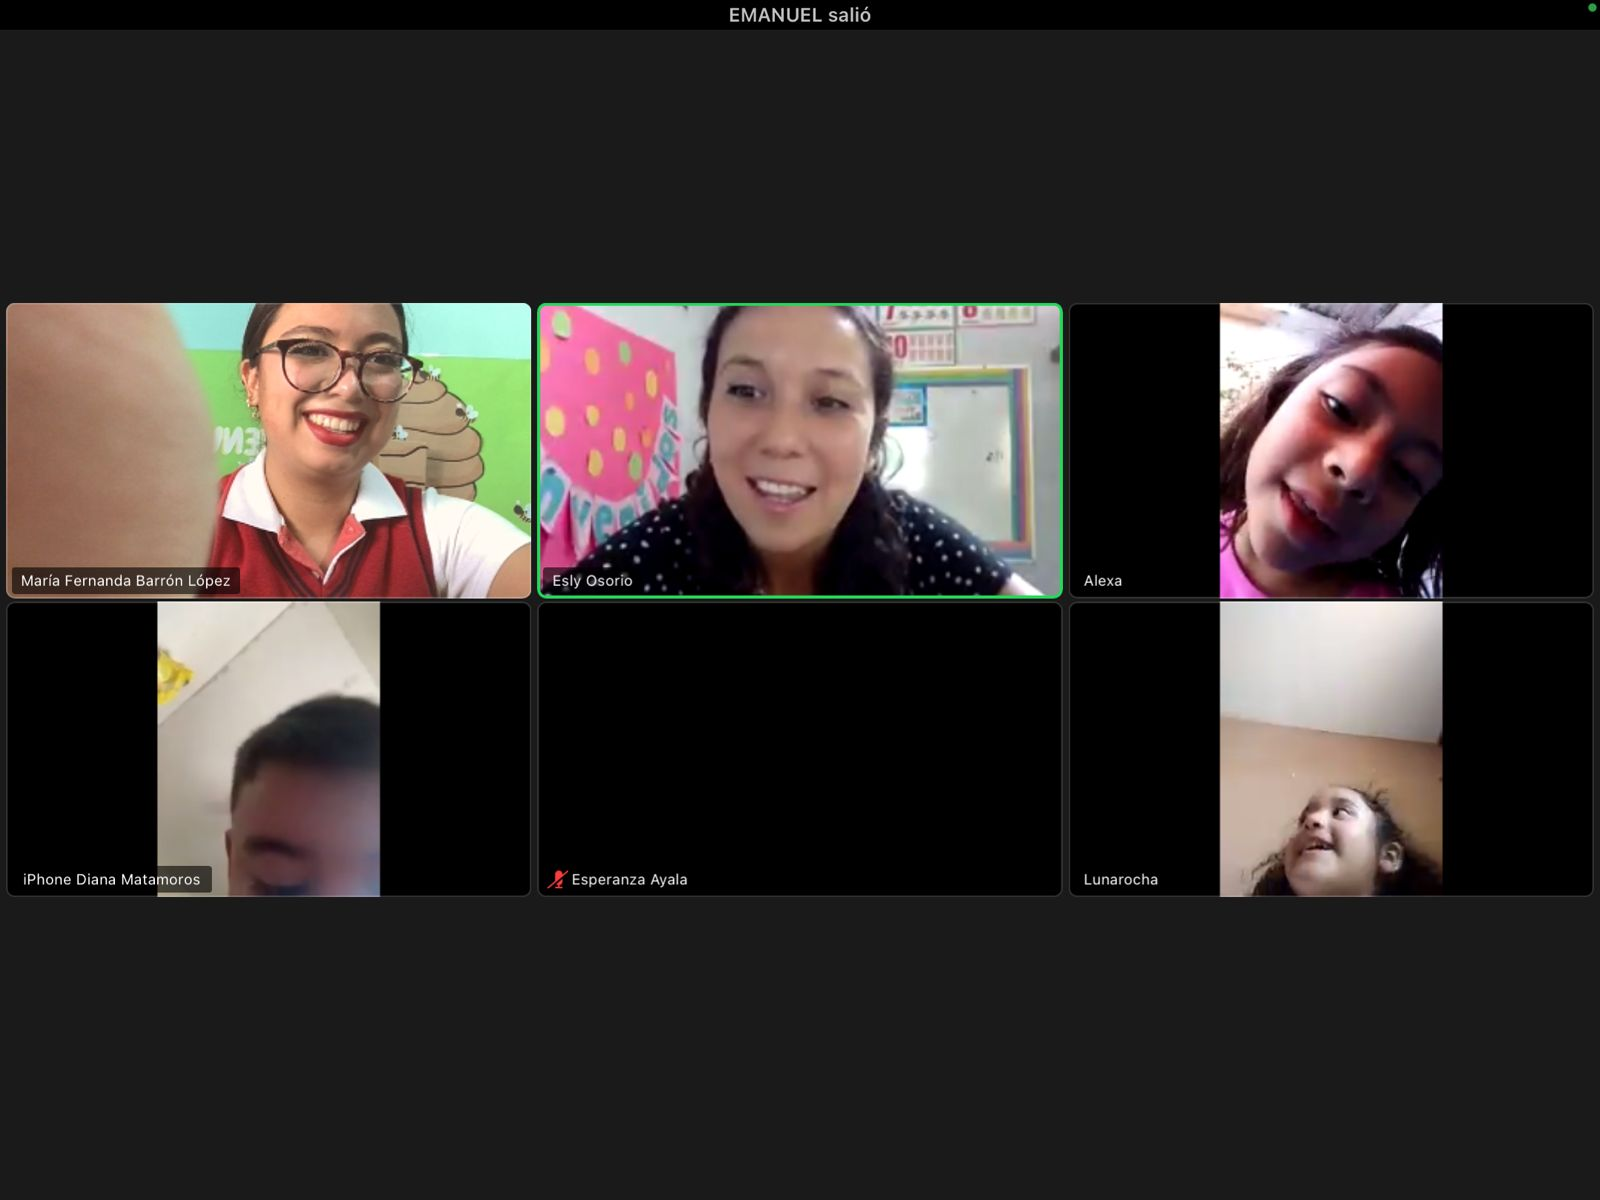 EMANUEL salió
María Fernanda Barrón López
Esly Osorio
Alexa
iPhone Diana Matamoros
Esperanza Ayala
Lunarocha